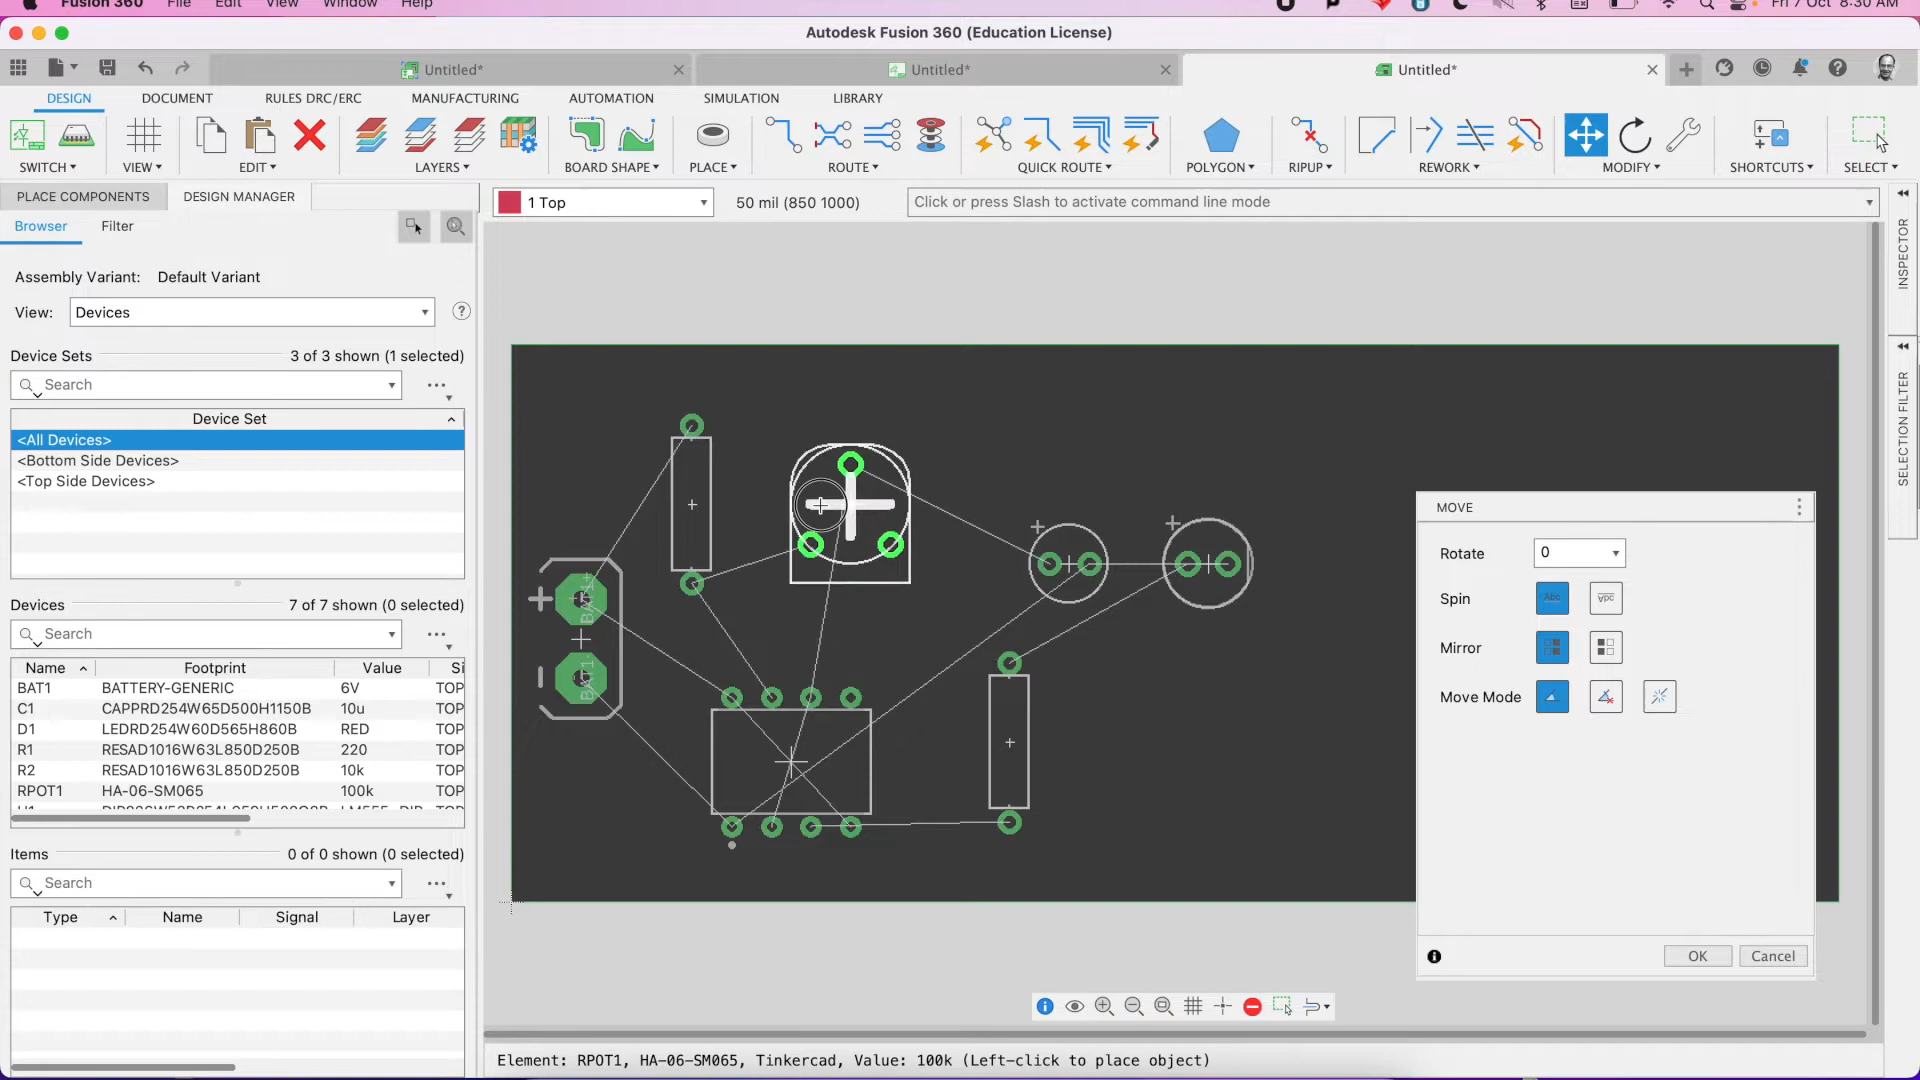 Fusion 360 File Edit View Window Help Fri 7 Oct 8:30 AM
Autodesk Fusion 360 (Education License)
Untitled* Untitled* Untitled*
DESIGN DOCUMENT RULES DRC/ERC MANUFACTURING AUTOMATION SIMULATION LIBRARY
SWITCH VIEW EDIT LAYERS BOARD SHAPE PLACE ROUTE QUICK ROUTE POLYGON RIPUP REWORK MODIFY SHORTCUTS SELECT
PLACE COMPONENTS DESIGN MANAGER
1 Top 50 mil (850 1000) Click or press Slash to activate command line mode
Browser Filter
INSPECTOR
SELECTION FILTER
Assembly Variant: Default Variant
View: Devices
Device Sets 3 of 3 shown (1 selected)
Search
Device Set
<All Devices>
<Bottom Side Devices>
<Top Side Devices>
Devices 7 of 7 shown (0 selected)
Search
Name Footprint Value Si
BAT1 BATTERY-GENERIC 6V TOP
C1 CAPPRD254W65D500H1150B 10u TOP
D1 LEDRD254W60D565H860B RED TOP
R1 RESAD1016W63L850D250B 220 TOP
R2 RESAD1016W63L850D250B 10k TOP
RPOT1 HA-06-SM065 100k TOP
Items 0 of 0 shown (0 selected)
Search
Type Name Signal Layer
BAT1+
BAT1-
MOVE
Rotate 0
Spin Abc Abc
Mirror
Move Mode
OK Cancel
Element: RPOT1, HA-06-SM065, Tinkercad, Value: 100k (Left-click to place object)